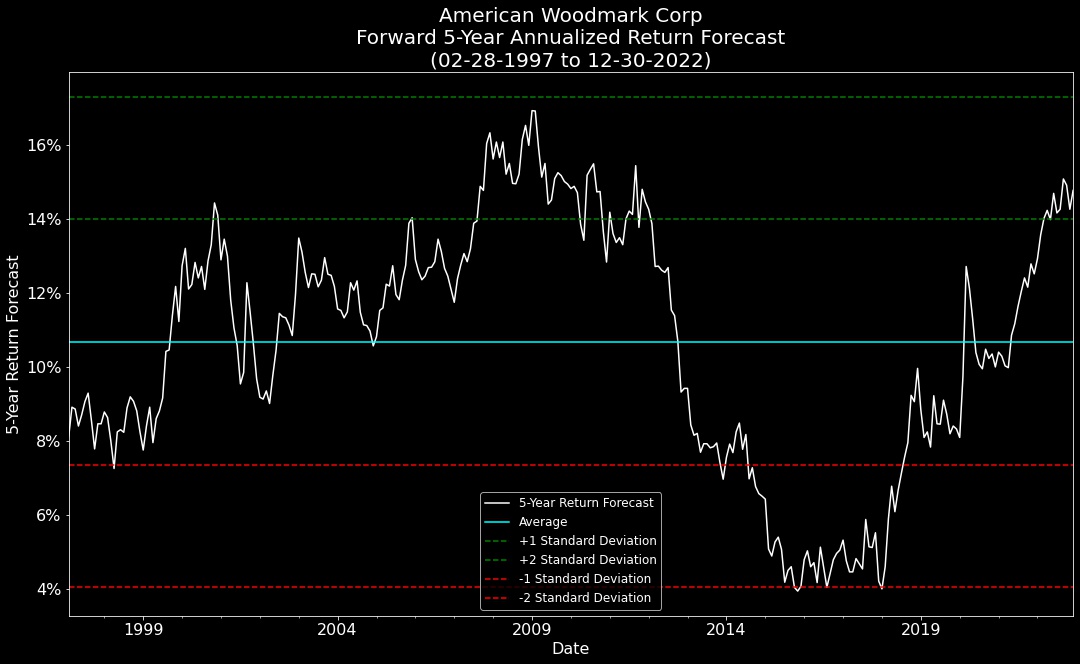 American Woodmark Corp
Forward 5-Year Annualized Return Forecast
(02-28-1997 to 12-30-2022)
5-Year Return Forecast
16%
14%
12%
10%
8%
6%
4%
5-Year Return Forecast
Average
+1 Standard Deviation
+2 Standard Deviation
-1 Standard Deviation
-2 Standard Deviation
1999 2004 2009 2014 2019
Date